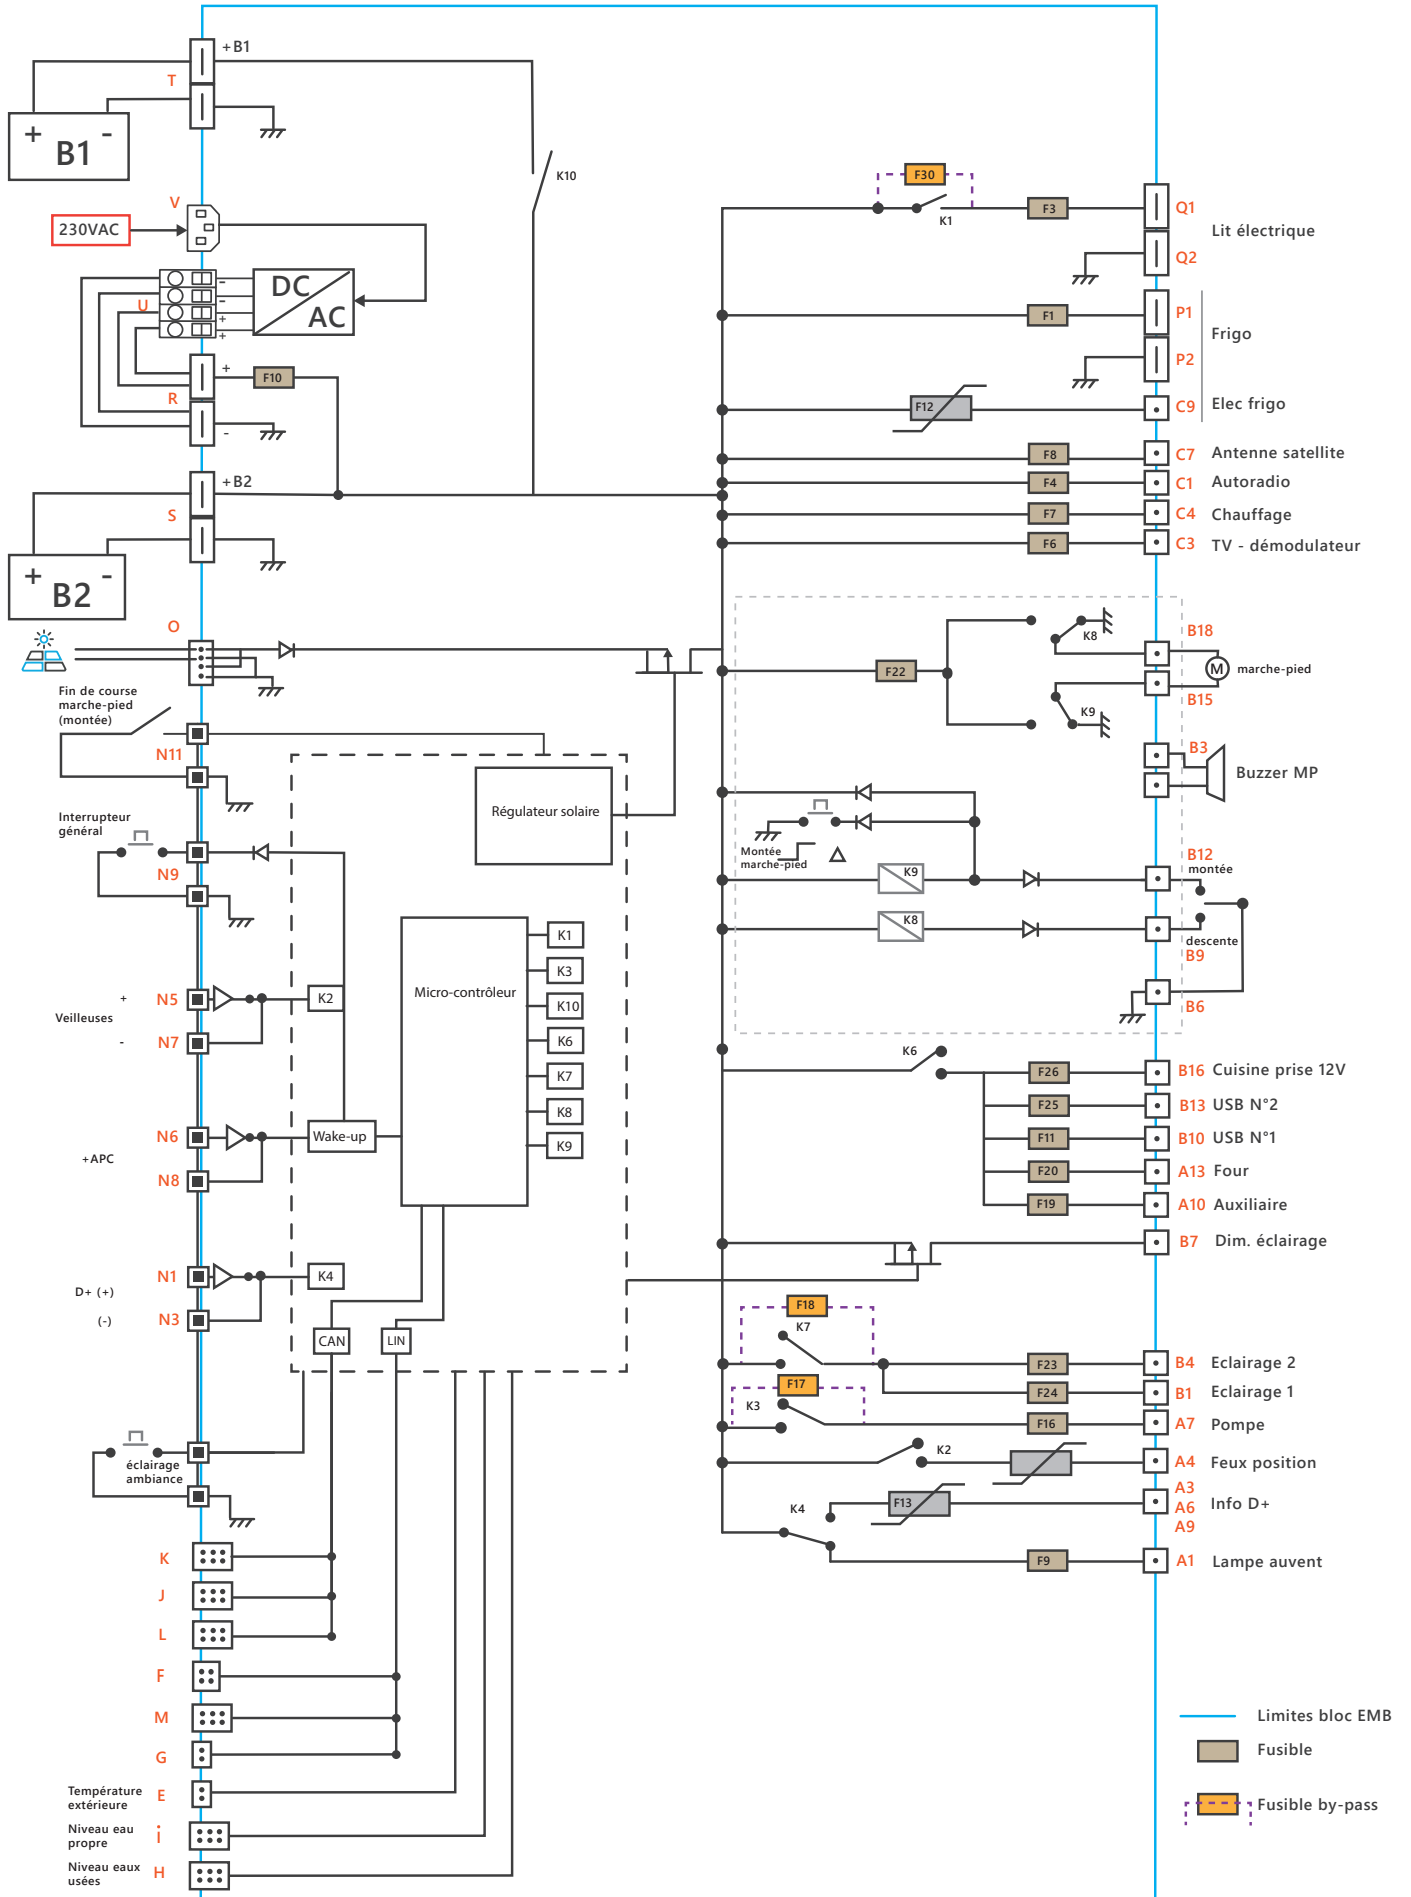 +B1
T
+ -
B1
K10
V
230VAC
F30
K1
F3
Q1
Lit électrique
Q2
U
-
-
+
+
DC
AC
F1
P1
Frigo
P2
+
F10
R
-
F12
C9
Elec frigo
F8
C7 Antenne satellite
+B2
F4
C1 Autoradio
S
F7
C4 Chauffage
F6
C3 TV - démodulateur
+ -
B2
O
K8
B18
F22
M
marche-pied
Fin de course
marche-pied
(montée)
K9
B15
N11
B3
Buzzer MP
Régulateur solaire
Interrupteur
général
Montée
marche-pied
N9
K9
B12
montée
K8
descente
B9
B6
Micro-contrôleur
K1
K3
K10
K6
K7
K8
K9
+
Veilleuses
-
N5
N7
K2
K6
F26
B16 Cuisine prise 12V
F25
B13 USB N°2
F11
B10 USB N°1
F20
A13 Four
F19
A10 Auxiliaire
N6
+APC
N8
Wake-up
B7 Dim. éclairage
N1
D+ (+)
(-)
N3
K4
CAN
LIN
F18
K7
F23
B4 Eclairage 2
F17
F24
B1 Eclairage 1
K3
F16
A7 Pompe
K2
A4 Feux position
éclairage
ambiance
A3
K4
F13
A6 Info D+
A9
F9
A1 Lampe auvent
K
J
L
F
M
G
Température
extérieure
E
Niveau eau
propre
i
Niveau eaux
usées
H
Limites bloc EMB
Fusible
Fusible by-pass